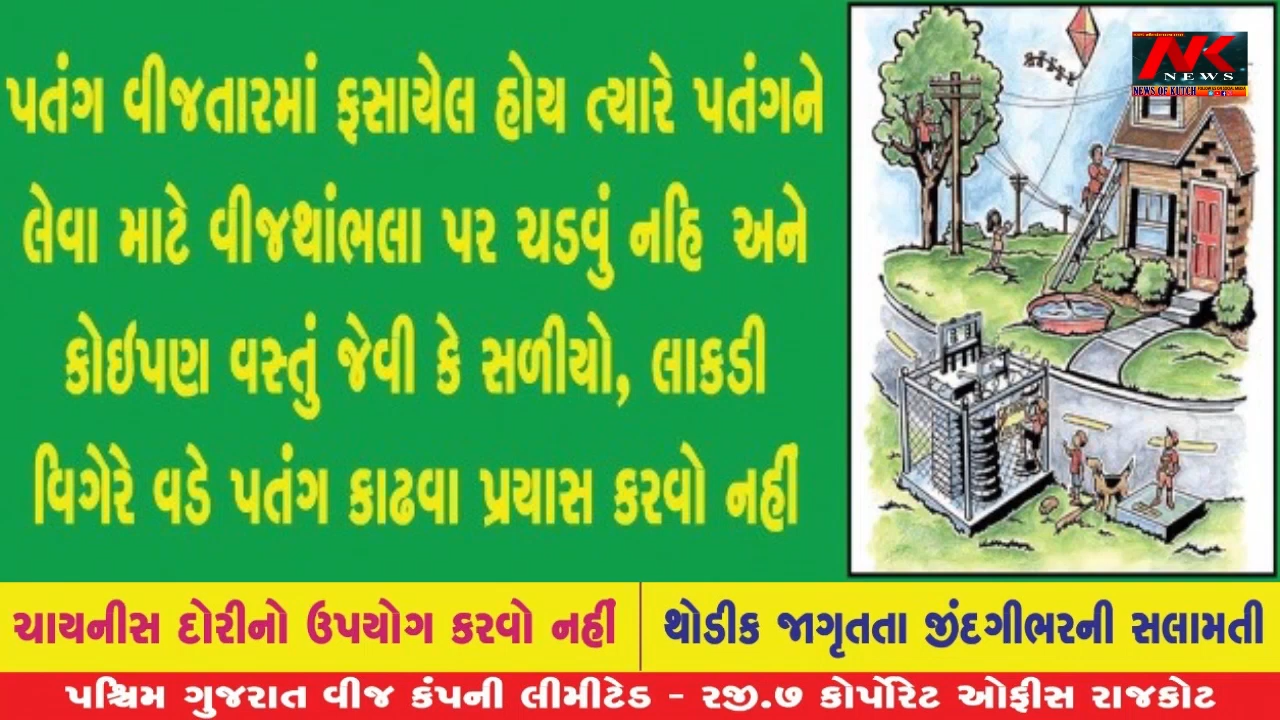 પતંગ વીજતારમાં ફસાયેલ હોય ત્યારે પતંગને
લેવા માટે વીજથાંભલા પર ચડવું નહિ અને
કોઈપણ વસ્તું જેવી કે સળીયો, લાકડી
વિગેરે વડે પતંગ કાઢવા પ્રયાસ કરવો નહીં
NK
NEWS
NEWS OF KUTCH
ચાયનીસ દોરીનો ઉપયોગ કરવો નહીં
થોડીક જાગૃતતા જીંદગીભરની સલામતી
પશ્ચિમ ગુજરાત વીજ કંપની લીમીટેડ - રજી.૭ કોર્પોરેટ ઓફીસ રાજકોટ